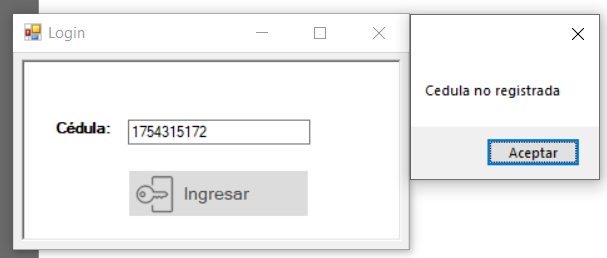 Login
Cédula:
1754315172
Ingresar
Cedula no registrada
Aceptar